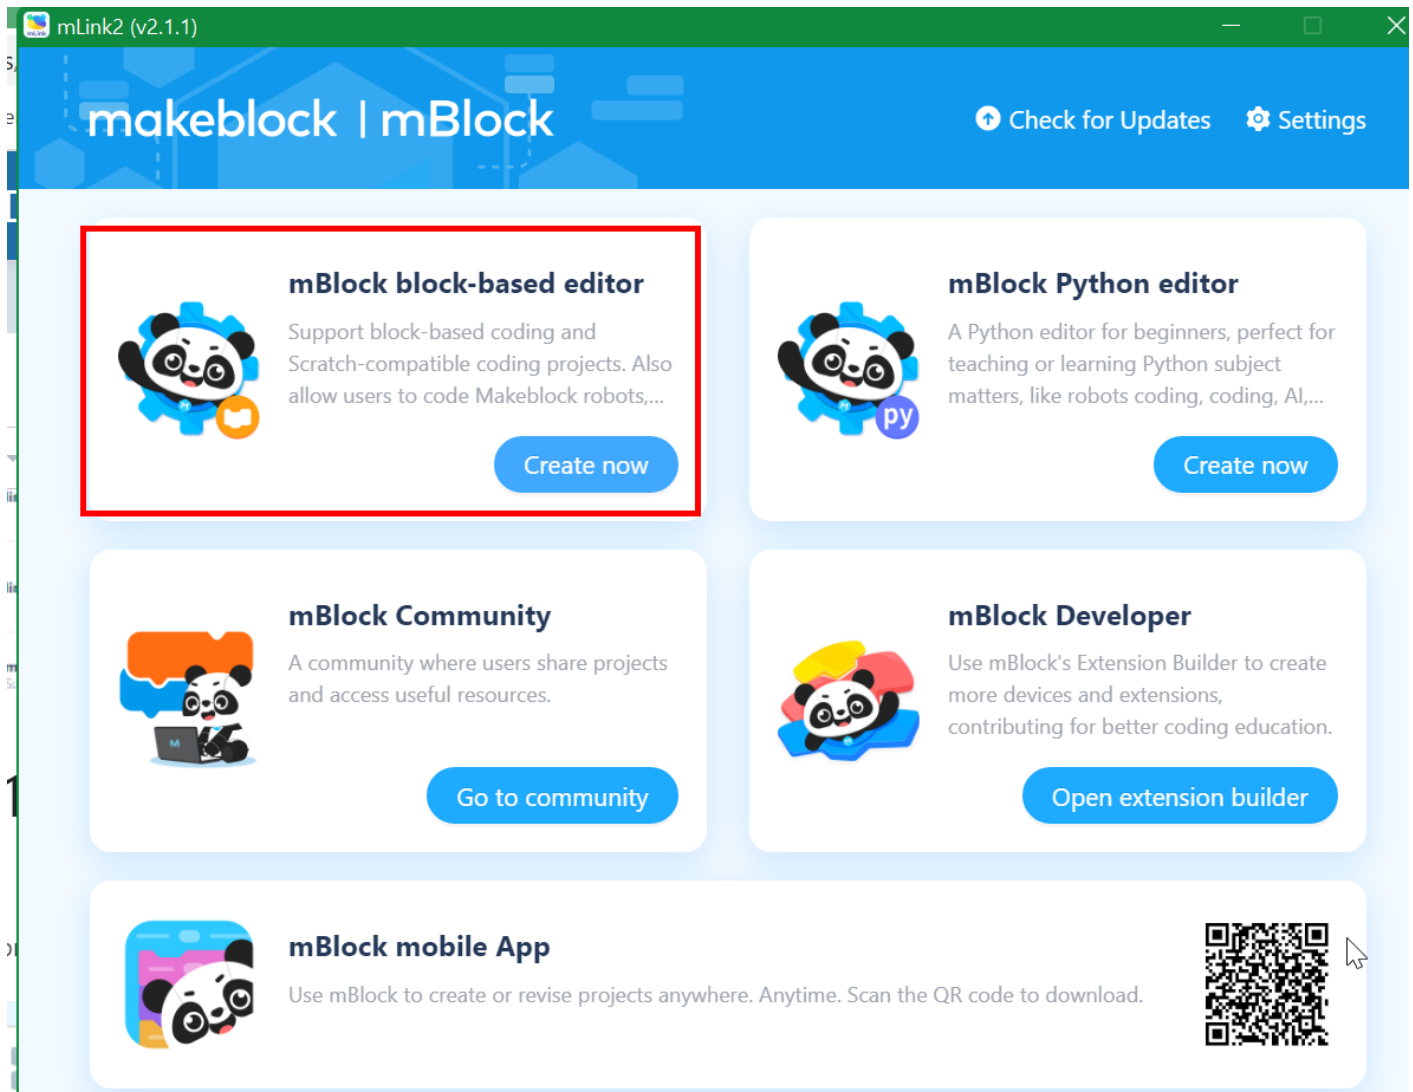 mLink2 (v2.1.1)
makeblock | mBlock
Check for Updates
Settings
mBlock block-based editor
Support block-based coding and
Scratch-compatible coding projects. Also
allow users to code Makeblock robots,...
Create now
mBlock Python editor
A Python editor for beginners, perfect for
teaching or learning Python subject
matters, like robots coding, coding, AI,...
py
Create now
mBlock Community
A community where users share projects
and access useful resources.
M
Go to community
mBlock Developer
Use mBlock's Extension Builder to create
more devices and extensions,
contributing for better coding education.
Open extension builder
mBlock mobile App
Use mBlock to create or revise projects anywhere. Anytime. Scan the QR code to download.